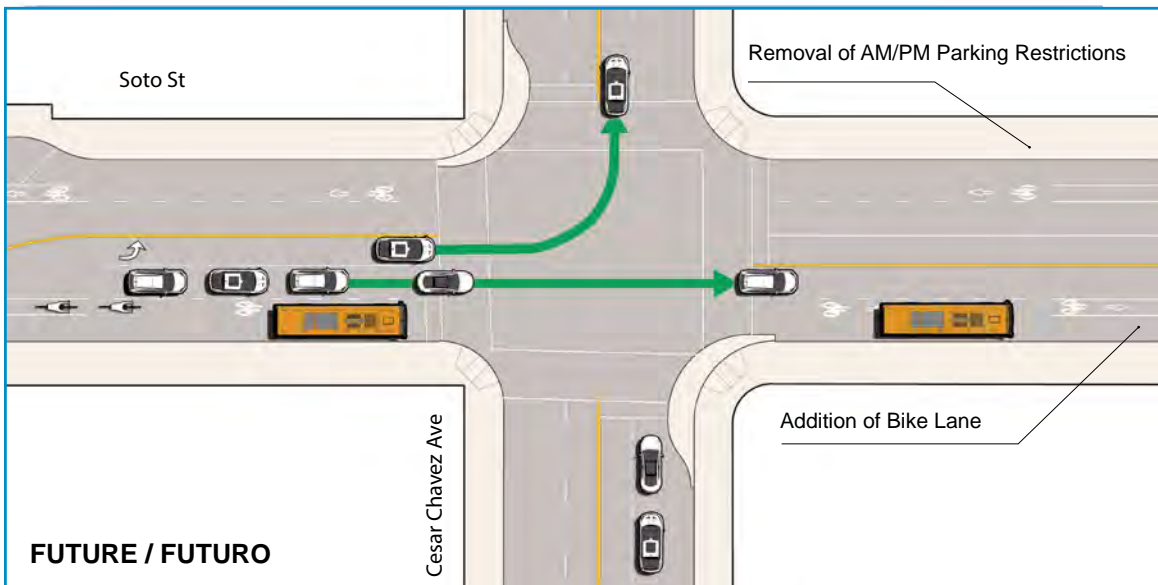 Soto St
Removal of AM/PM Parking Restrictions
Addition of Bike Lane
Cesar Chavez Ave
FUTURE / FUTURO